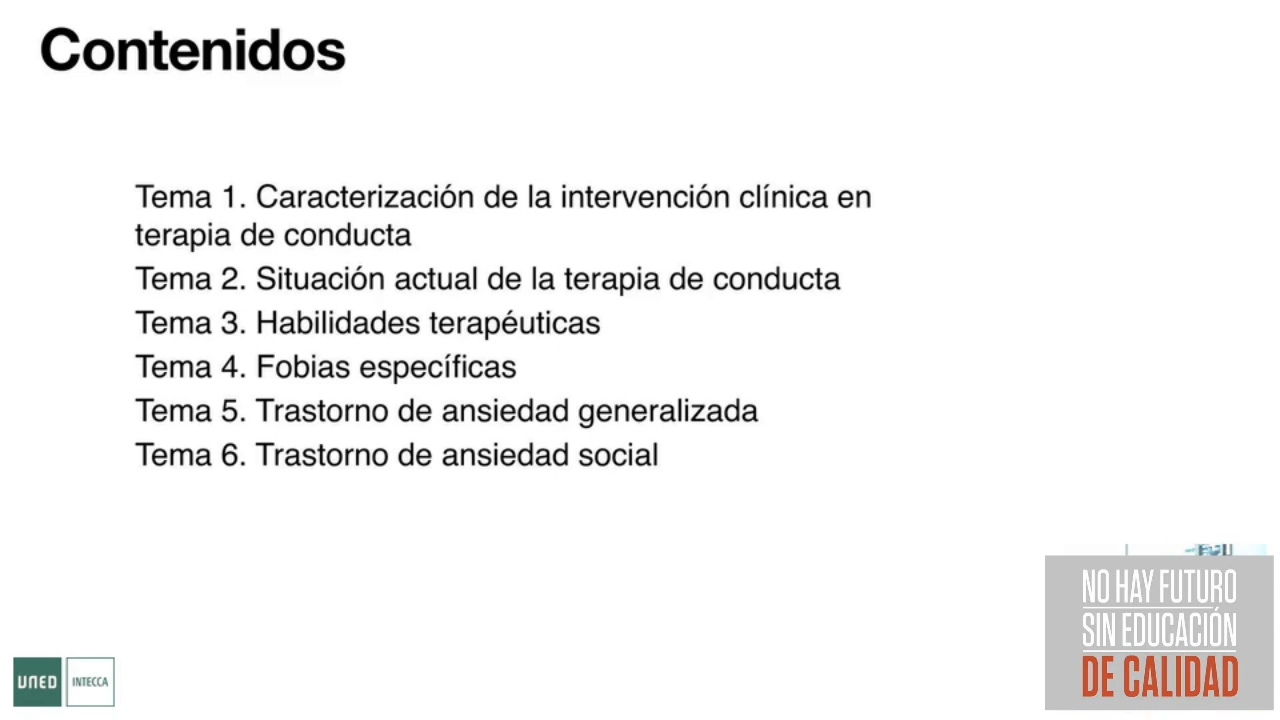 Contenidos
Tema 1. Caracterización de la intervención clínica en
terapia de conducta
Tema 2. Situación actual de la terapia de conducta
Tema 3. Habilidades terapéuticas
Tema 4. Fobias específicas
Tema 5. Trastorno de ansiedad generalizada
Tema 6. Trastorno de ansiedad social
NO HAY FUTURO
SIN EDUCACIÓN
DE CALIDAD
UNED INTECCA